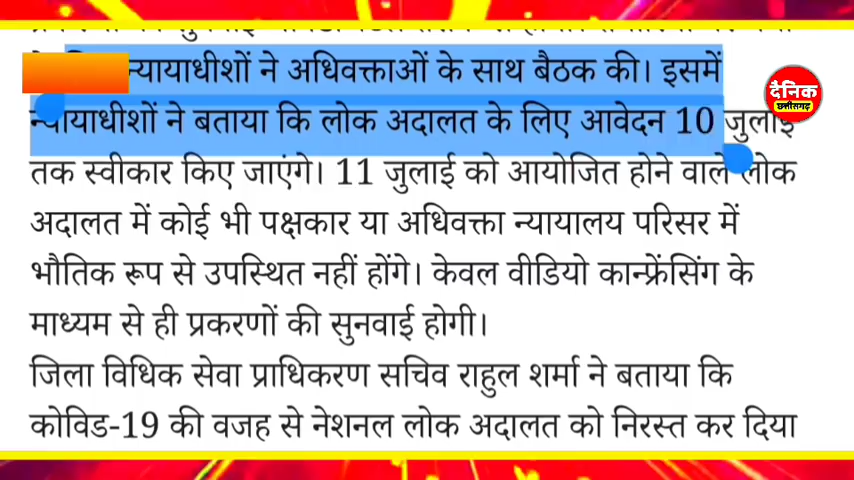 न्यायाधीशों ने अधिवक्ताओं के साथ बैठक की। इसमें
दैनिक
छत्तीसगढ़
न्यायाधीशों ने बताया कि लोक अदालत के लिए आवेदन 10 जुलाई
तक स्वीकार किए जाएंगे। 11 जुलाई को आयोजित होने वाले लोक
अदालत में कोई भी पक्षकार या अधिवक्ता न्यायालय परिसर में
भौतिक रूप से उपस्थित नहीं होंगे। केवल वीडियो कान्फ्रेंसिंग के
माध्यम से ही प्रकरणों की सुनवाई होगी।
जिला विधिक सेवा प्राधिकरण सचिव राहुल शर्मा ने बताया कि
कोविड-19 की वजह से नेशनल लोक अदालत को निरस्त कर दिया